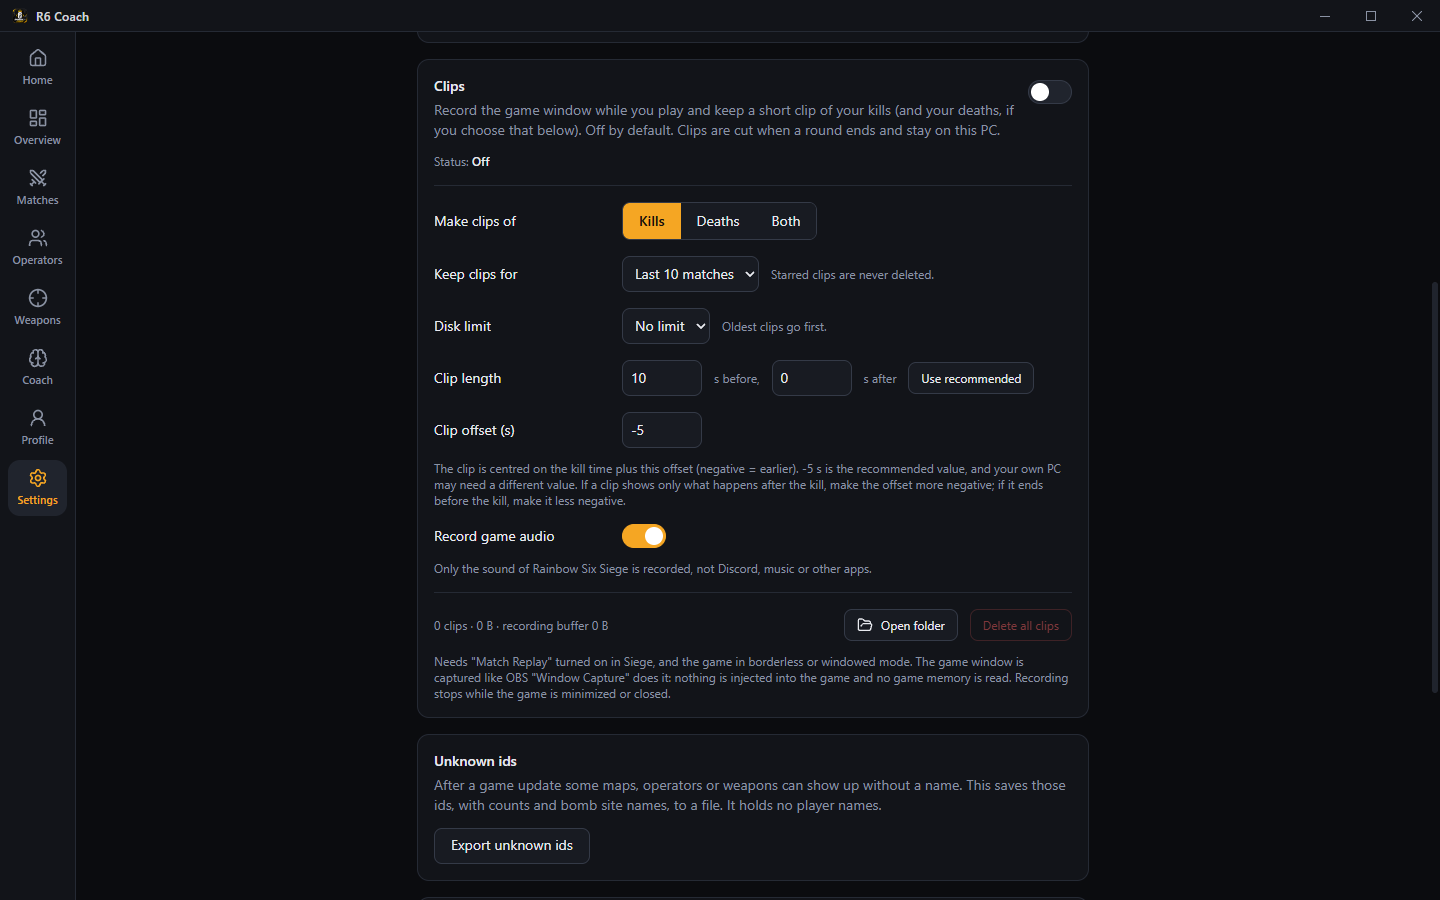 R6 Coach
Home
Overview
Matches
Operators
Weapons
Coach
Profile
Settings
Clips
Record the game window while you play and keep a short clip of your kills (and your deaths, if
you choose that below). Off by default. Clips are cut when a round ends and stay on this PC.
Status: Off
Make clips of
Kills
Deaths
Both
Keep clips for
Last 10 matches
Starred clips are never deleted.
Disk limit
No limit
Oldest clips go first.
Clip length
10
s before,
0
s after
Use recommended
Clip offset (s)
-5
The clip is centred on the kill time plus this offset (negative = earlier). -5 s is the recommended value, and your own PC
may need a different value. If a clip shows only what happens after the kill, make the offset more negative; if it ends
before the kill, make it less negative.
Record game audio
Only the sound of Rainbow Six Siege is recorded, not Discord, music or other apps.
0 clips · 0 B · recording buffer 0 B
Open folder
Delete all clips
Needs "Match Replay" turned on in Siege, and the game in borderless or windowed mode. The game window is
captured like OBS "Window Capture" does it: nothing is injected into the game and no game memory is read. Recording
stops while the game is minimized or closed.
Unknown ids
After a game update some maps, operators or weapons can show up without a name. This saves those
ids, with counts and bomb site names, to a file. It holds no player names.
Export unknown ids